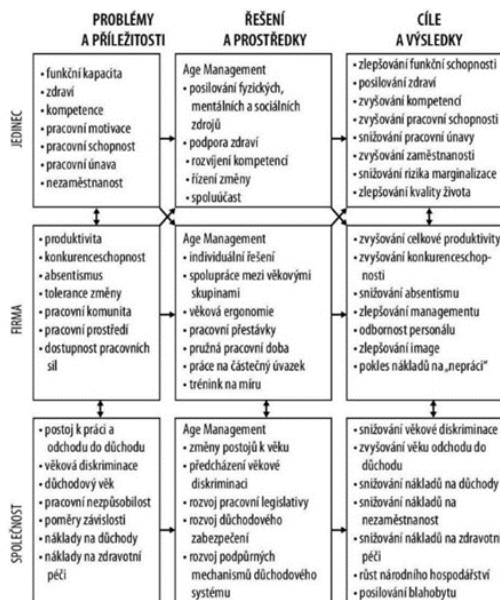 PROBLÉMY
A PŘÍLEŽITOSTI
ŘEŠENÍ
A PROSTŘEDKY
CÍLE
A VÝSLEDKY
JEDINEC
• funkční kapacita
• zdraví
• kompetence
• pracovní motivace
• pracovní schopnost
• pracovní únava
• nezaměstnanost
Age Management
• posilování fyzických,
mentálních a sociálních
zdrojů
• podpora zdraví
• rozvíjení kompetencí
• řízení změny
• spoluúčast
• zlepšování funkční schopnosti
• posilování zdraví
• zvyšování kompetencí
• zvyšování pracovní schopnosti
• snižování pracovní únavy
• zvyšování zaměstnanosti
• snižování rizika marginalizace
• zlepšování kvality života
FIRMA
• produktivita
• konkurenceschopnost
• absentismus
• tolerance změny
• pracovní komunita
• pracovní prostředí
• dostupnost pracovních
sil
Age Management
• individuální řešení
• spolupráce mezi věkovými
skupinami
• věková ergonomie
• pracovní přestávky
• pružná pracovní doba
• práce na částečný úvazek
• trénink na míru
• zvyšování celkové produktivity
• zvyšování konkurenceschop-
nosti
• snižování absentismu
• zlepšování managementu
• odbornost personálu
• zlepšování image
• pokles nákladů na „nepráci“
SPOLEČNOST
• postoj k práci a
odchodu do důchodu
• věková diskriminace
• důchodový věk
• pracovní nezpůsobilost
• poměry závislosti
• náklady na důchody
• náklady na zdravotní
péči
Age Management
• změny postojů k věku
• předcházení věkové
diskriminaci
• rozvoj pracovní legislativy
• rozvoj důchodového
zabezpečení
• rozvoj podpůrných
mechanismů důchodového
systému
• snižování věkové diskriminace
• zvyšování věku odchodu do
důchodu
• snižování nákladů na důchody
• snižování nákladů na
nezaměstnanost
• snižování nákladů na zdravotní
péči
• růst národního hospodářství
• posilování blahobytu